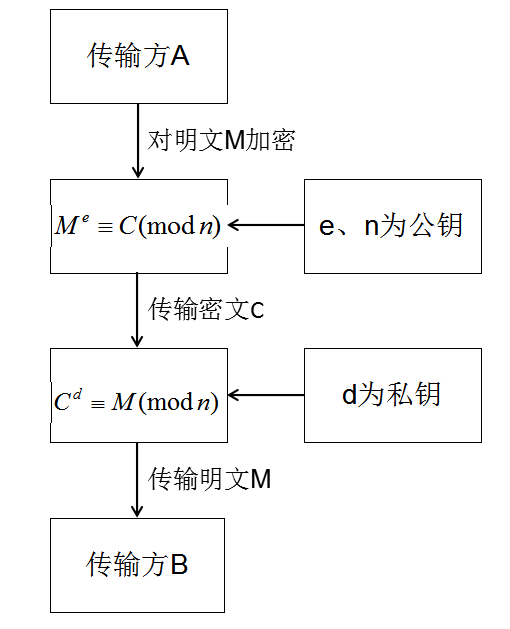 传输方A
对明文M加密
M^e ≡ C(mod n)
e、n为公钥
传输密文C
C^d ≡ M(mod n)
d为私钥
传输明文M
传输方B